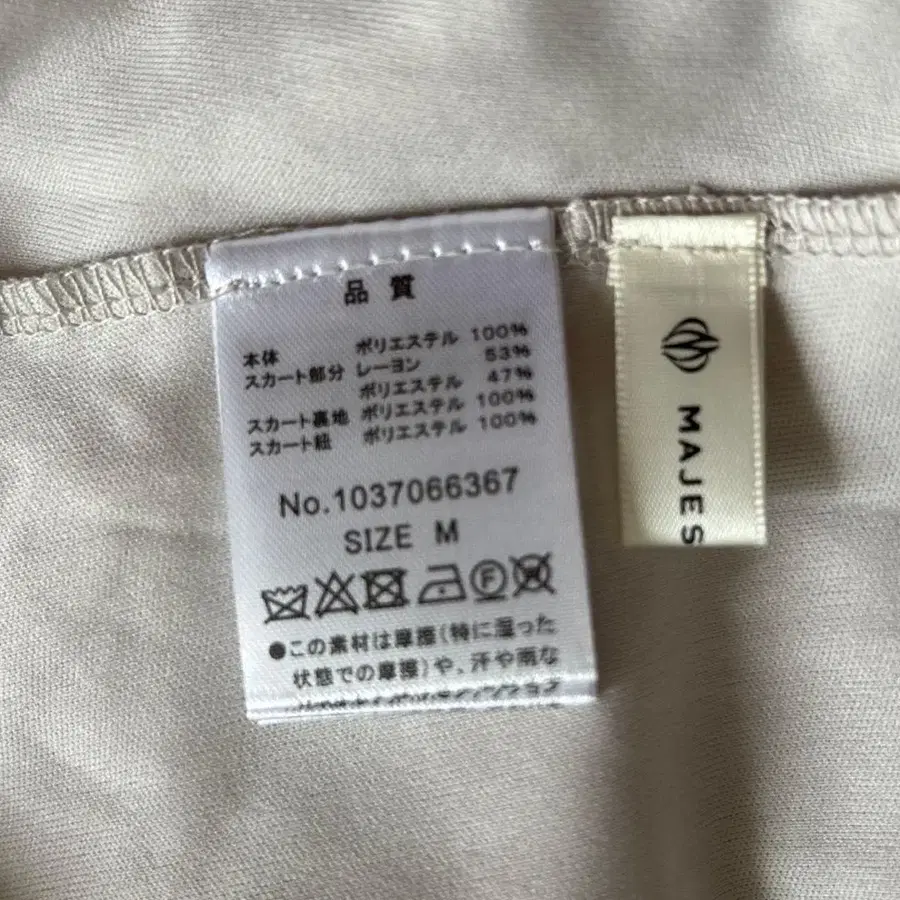 品 質
本体 ポリエステル 100%
スカート部分 レーヨン 53%
ポリエステル 47%
スカート裏地 ポリエステル 100%
スカート紐 ポリエステル 100%
No.1037066367
SIZE M
F W
●この素材は摩擦(特に湿った
状態での摩擦)や、汗や雨な
MAJES